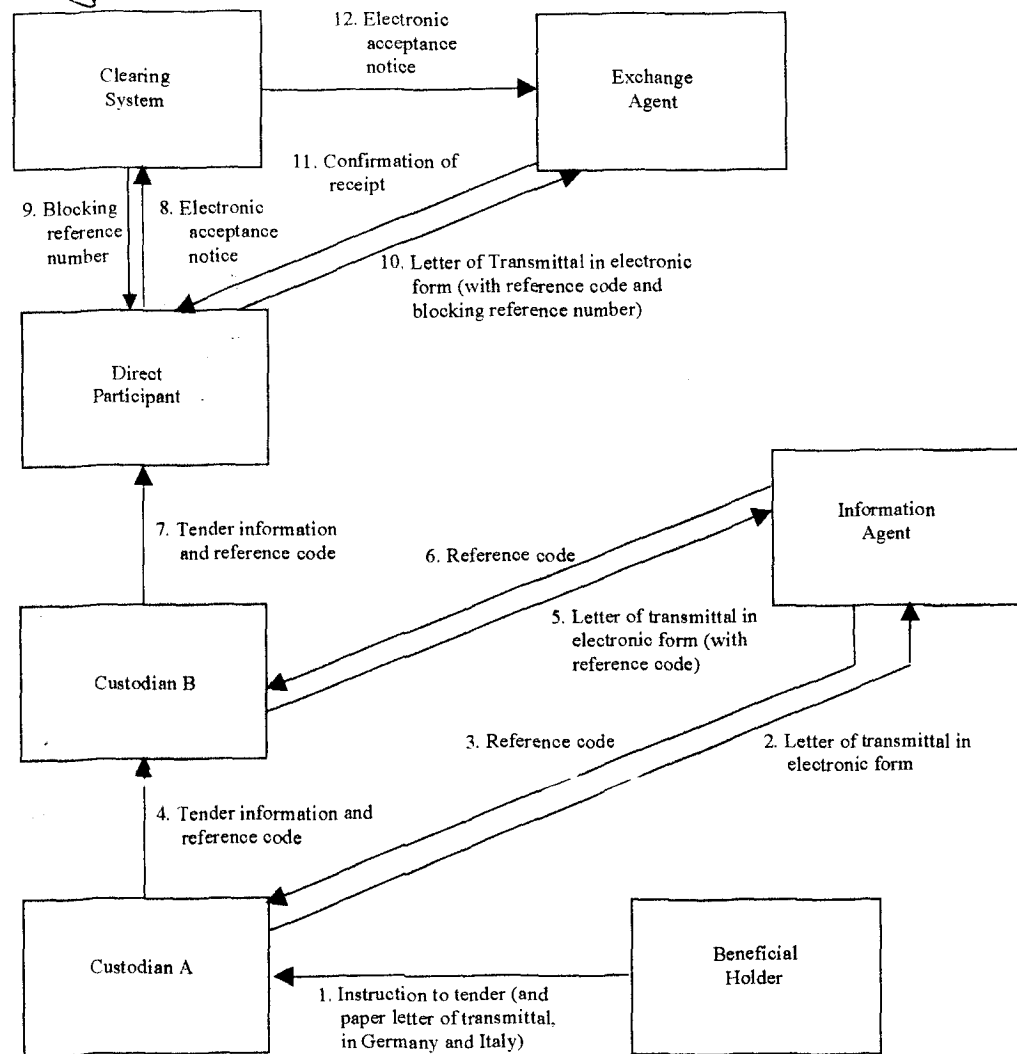 12. Electronic
acceptance
notice
Clearing
System
Exchange
Agent
11. Confirmation of
receipt
9. Blocking
reference
number
8. Electronic
acceptance
notice
10. Letter of Transmittal in electronic
form (with reference code and
blocking reference number)
Direct
Participant
Information
Agent
7. Tender information
and reference code
6. Reference code
5. Letter of transmittal in
electronic form (with
reference code)
Custodian B
3. Reference code
2. Letter of transmittal in
electronic form
4. Tender information and
reference code
Custodian A
Beneficial
Holder
1. Instruction to tender (and
paper letter of transmittal,
in Germany and Italy)